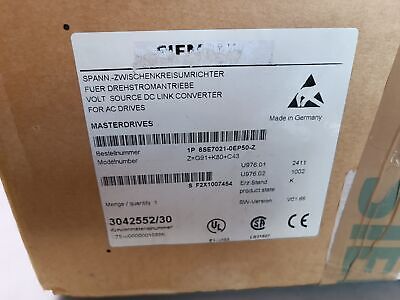 SPANN.-ZWISCHENKREISUMRICHTER
FUER DREHSTROMANTRIEBE
VOLT SOURCE DC LINK CONVERTER
FOR AC DRIVES
Made in Germany
MASTERDRIVES
Bestellnummer 1P 6SE7021-0EP50-Z
Modelnumber Z=G91+K80+C43
U976.01 2411
U976.02 1002
S F2X1007454 Erz.Stand K
Product state
Menge / quantity 1 SW-Version
3042552/30
UL
SIE